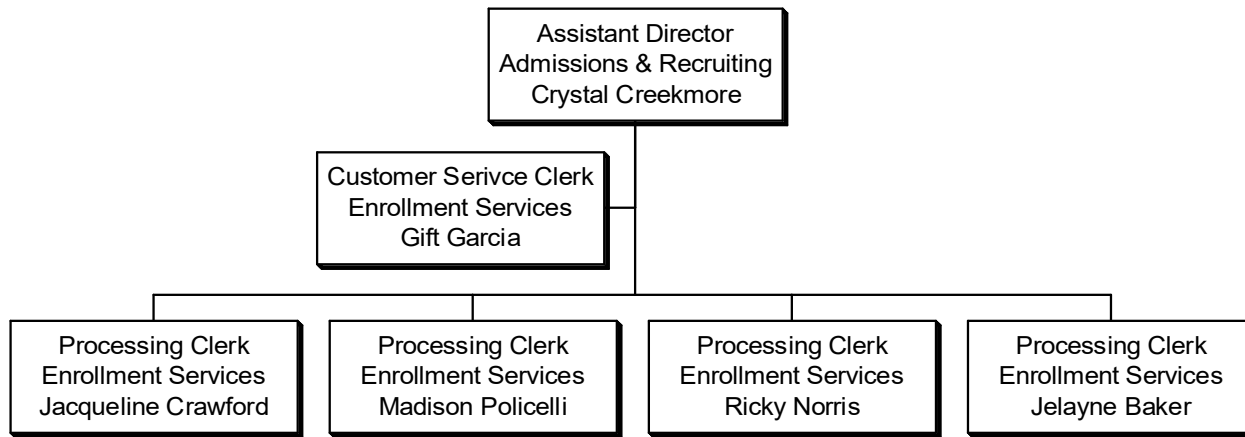 Assistant Director
Admissions & Recruiting
Crystal Creekmore
Customer Serivce Clerk
Enrollment Services
Gift Garcia
Processing Clerk
Enrollment Services
Jacqueline Crawford
Processing Clerk
Enrollment Services
Madison Policelli
Processing Clerk
Enrollment Services
Ricky Norris
Processing Clerk
Enrollment Services
Jelayne Baker